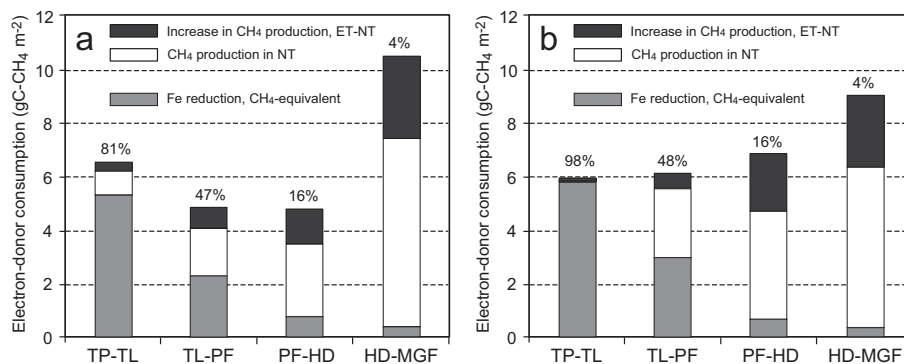 Electron-donor consumption (gC-CH₄ m⁻²)
12
10
8
6
4
2
0
a
Increase in CH₄ production, ET-NT
CH₄ production in NT
Fe reduction, CH₄-equivalent
81%
47%
16%
4%
TP-TL
TL-PF
PF-HD
HD-MGF
Electron-donor consumption (gC-CH₄ m⁻²)
12
10
8
6
4
2
0
b
Increase in CH₄ production, ET-NT
CH₄ production in NT
Fe reduction, CH₄-equivalent
98%
48%
16%
4%
TP-TL
TL-PF
PF-HD
HD-MGF